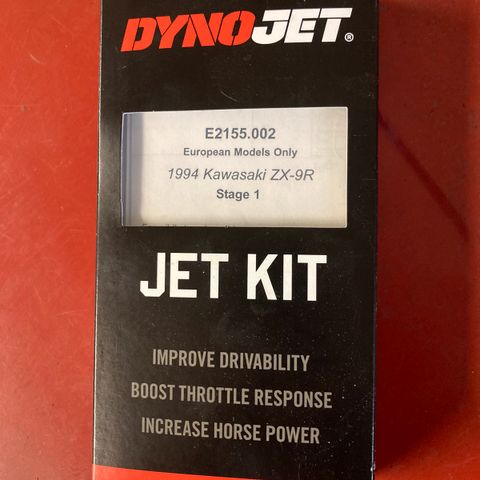 DYNOJET®
E2155.002
European Models Only
1994 Kawasaki ZX-9R
Stage 1
JET KIT
IMPROVE DRIVABILITY
BOOST THROTTLE RESPONSE
INCREASE HORSE POWER